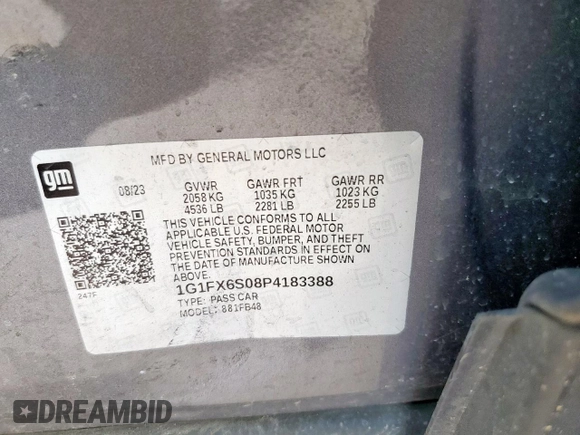 gm
MFD BY GENERAL MOTORS LLC
08/23 GVWR GAWR FRT GAWR RR
2058 KG 1035 KG 1023 KG
4536 LB 2281 LB 2255 LB
THIS VEHICLE CONFORMS TO ALL
APPLICABLE U.S. FEDERAL MOTOR
VEHICLE SAFETY, BUMPER, AND THEFT
PREVENTION STANDARDS IN EFFECT ON
THE DATE OF MANUFACTURE SHOWN
ABOVE.
247F
1G1FX6S08P4183388
TYPE: PASS CAR
MODEL: 881FB48
DREAMBID